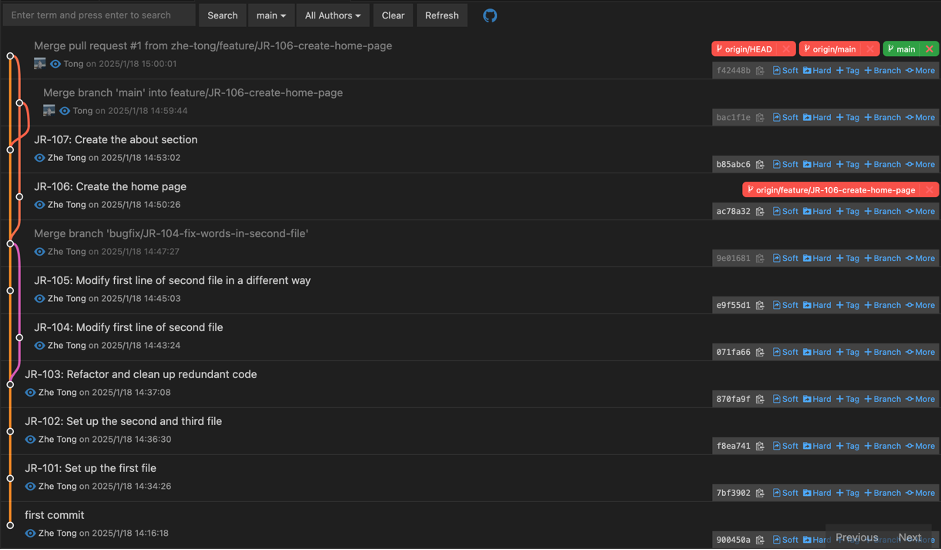 Enter term and press enter to search Search main All Authors Clear Refresh
Merge pull request #1 from zhe-tong/feature/JR-106-create-home-page origin/HEAD origin/main main
Tong on 2025/1/18 15:00:01 f42448b Soft Hard + Tag + Branch More
Merge branch 'main' into feature/JR-106-create-home-page
Tong on 2025/1/18 14:59:44 bac1f1e Soft Hard + Tag + Branch More
JR-107: Create the about section
Zhe Tong on 2025/1/18 14:53:02 b85abc6 Soft Hard + Tag + Branch More
JR-106: Create the home page origin/feature/JR-106-create-home-page
Zhe Tong on 2025/1/18 14:50:26 ac78a32 Soft Hard + Tag + Branch More
Merge branch 'bugfix/JR-104-fix-words-in-second-file'
Zhe Tong on 2025/1/18 14:47:27 9e01681 Soft Hard + Tag + Branch More
JR-105: Modify first line of second file in a different way
Zhe Tong on 2025/1/18 14:45:03 e9f55d1 Soft Hard + Tag + Branch More
JR-104: Modify first line of second file
Zhe Tong on 2025/1/18 14:43:24 071fa66 Soft Hard + Tag + Branch More
JR-103: Refactor and clean up redundant code
Zhe Tong on 2025/1/18 14:37:08 870fa9f Soft Hard + Tag + Branch More
JR-102: Set up the second and third file
Zhe Tong on 2025/1/18 14:36:30 f8ea741 Soft Hard + Tag + Branch More
JR-101: Set up the first file
Zhe Tong on 2025/1/18 14:34:26 7bf3902 Soft Hard + Tag + Branch More
first commit
Zhe Tong on 2025/1/18 14:16:18 900450a Soft Hard + Tag + Branch More
Previous Next